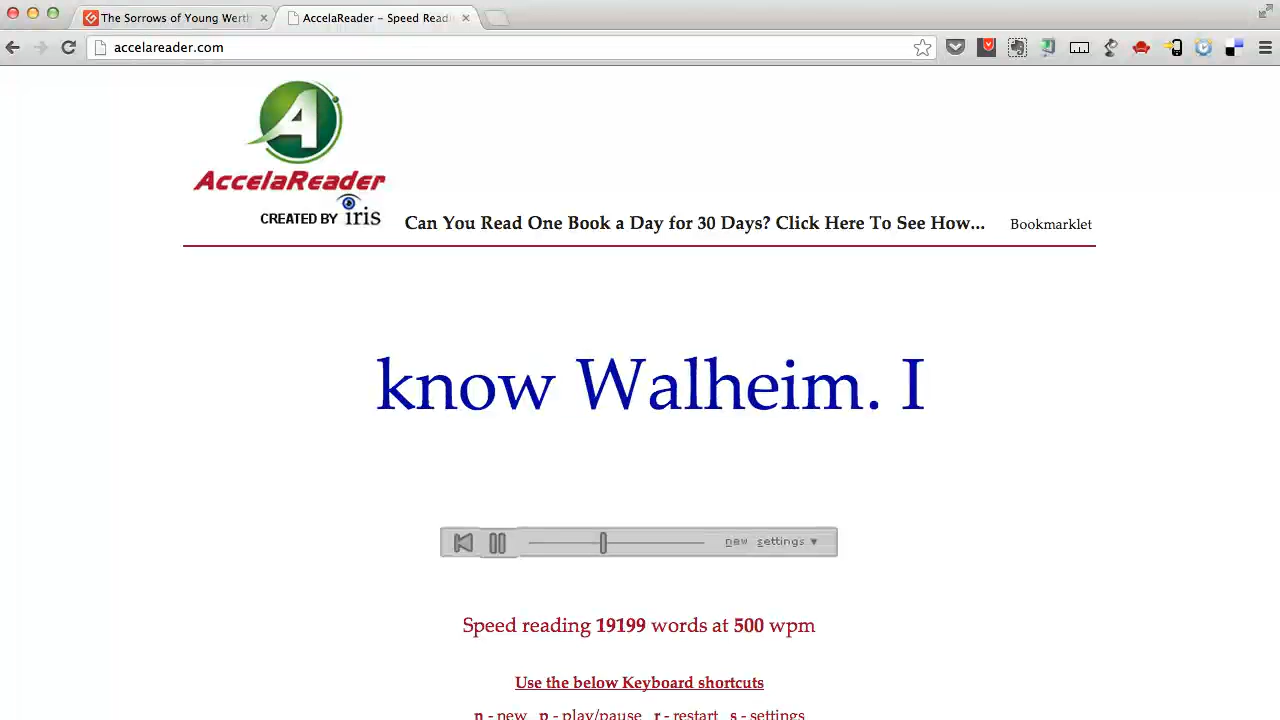 The Sorrows of Young Werth
AccelaReader - Speed Readi
accelareader.com
A
AccelaReader
CREATED BY iris
Can You Read One Book a Day for 30 Days? Click Here To See How...
Bookmarklet
know Walheim. I
new settings ▼
Speed reading 19199 words at 500 wpm
Use the below Keyboard shortcuts
n - new p - play/pause r - restart s - settings